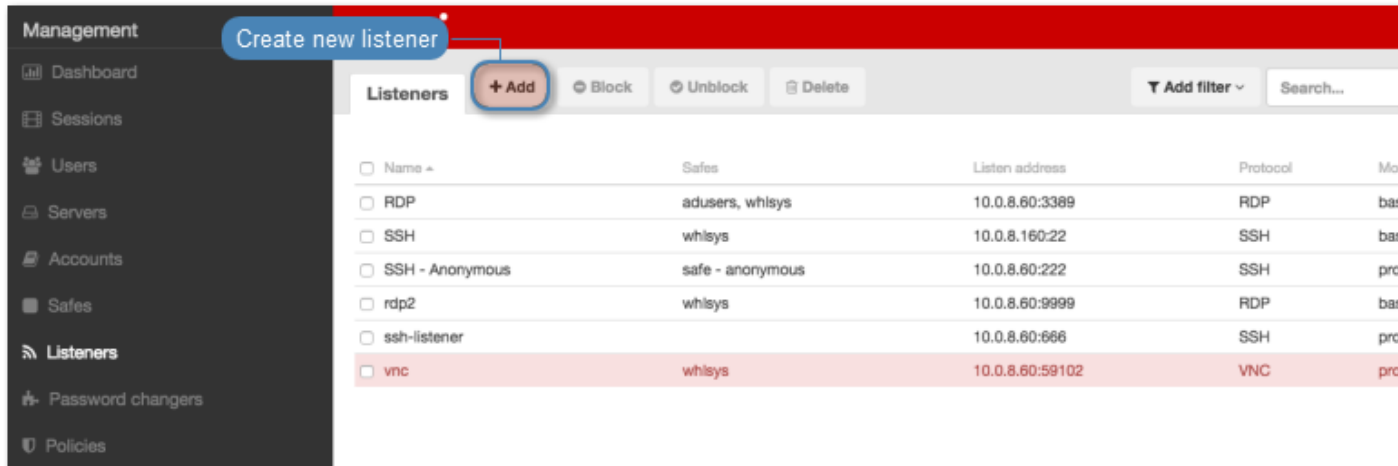 Management
Create new listener
Dashboard
Listeners + Add Block Unblock Delete Add filter Search...
Sessions
Users
Name Safes Listen address Protocol
RDP adusers, whlsys 10.0.8.60:3389 RDP
Servers
SSH whlsys 10.0.8.160:22 SSH
Accounts
SSH - Anonymous safe - anonymous 10.0.8.60:222 SSH
Safes
rdp2 whlsys 10.0.8.60:9999 RDP
ssh-listener 10.0.8.60:666 SSH
Listeners
vnc whlsys 10.0.8.60:59102 VNC
Password changers
Policies